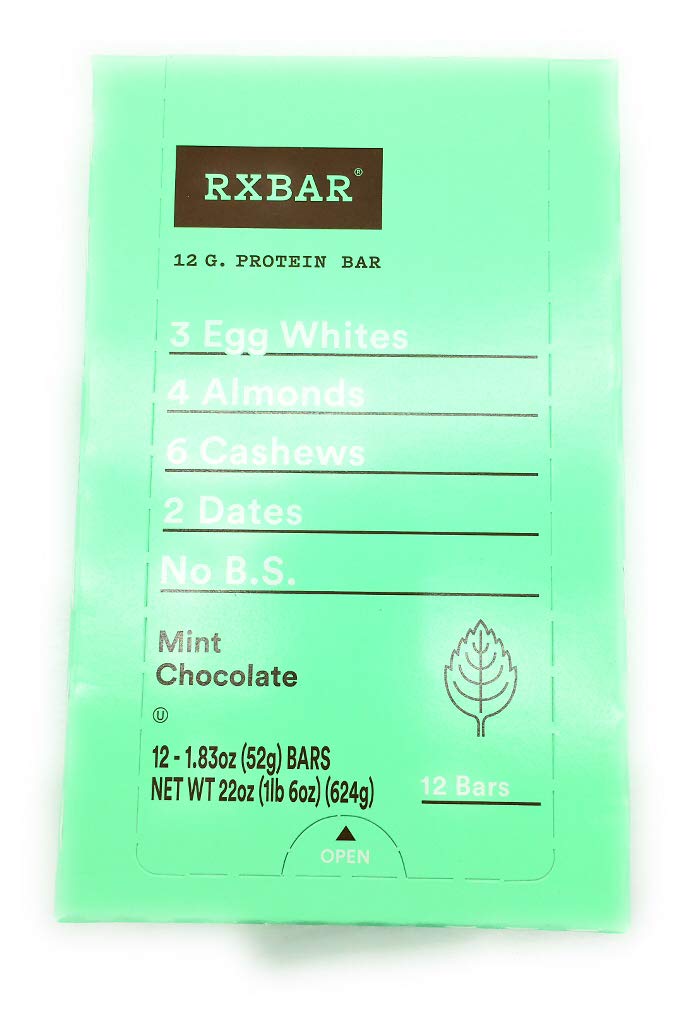 RXBAR®
12 G. PROTEIN BAR
3 Egg Whites
4 Almonds
6 Cashews
2 Dates
No B.S.
Mint
Chocolate
U
12 - 1.83oz (52g) BARS
NET WT 22oz (1lb 6oz) (624g)
12 Bars
OPEN